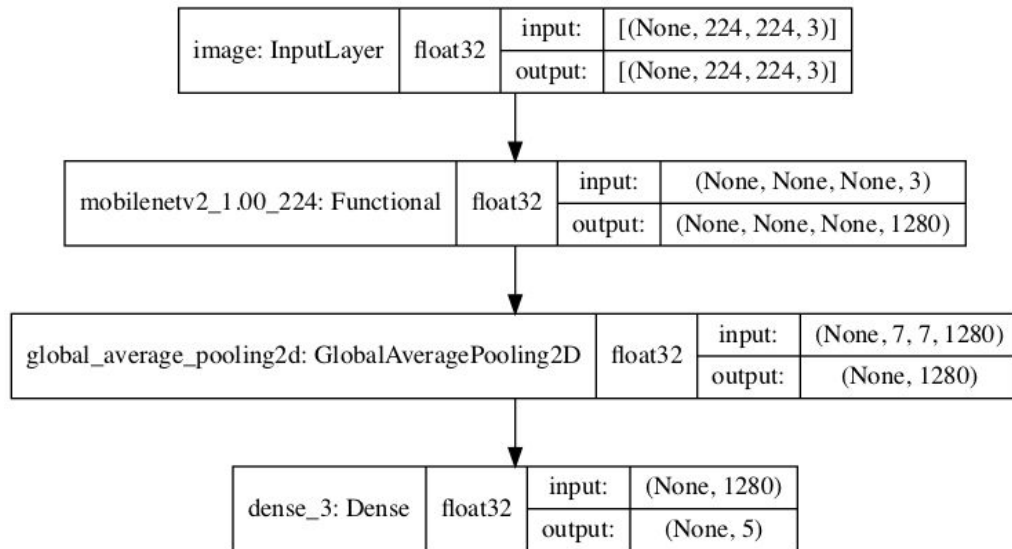 image: InputLayer float32 input: [(None, 224, 224, 3)]
output: [(None, 224, 224, 3)]
mobilenetv2_1.00_224: Functional float32 input: (None, None, None, 3)
output: (None, None, None, 1280)
global_average_pooling2d: GlobalAveragePooling2D float32 input: (None, 7, 7, 1280)
output: (None, 1280)
dense_3: Dense float32 input: (None, 1280)
output: (None, 5)